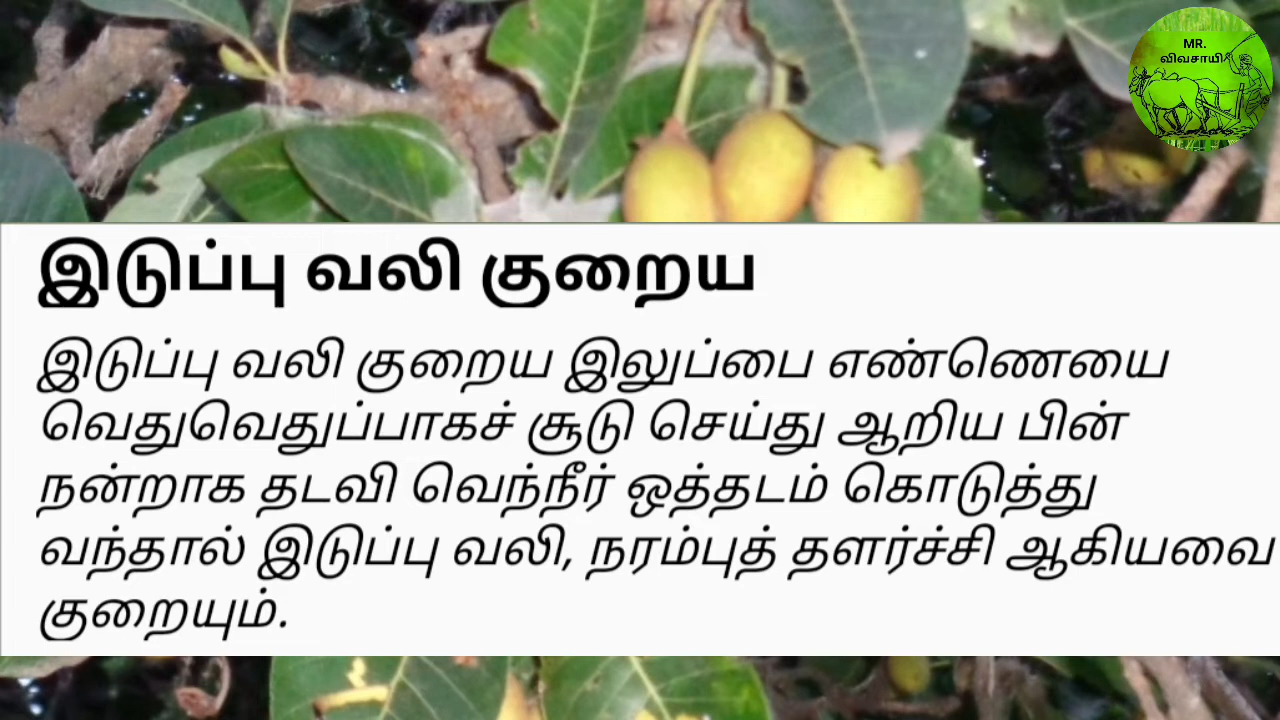 MR.
விவசாயி
இடுப்பு வலி குறைய
இடுப்பு வலி குறைய இலுப்பை எண்ணெயை
வெதுவெதுப்பாகச் சூடு செய்து ஆறிய பின்
நன்றாக தடவி வெந்நீர் ஒத்தடம் கொடுத்து
வந்தால் இடுப்பு வலி, நரம்புத் தளர்ச்சி ஆகியவை
குறையும்.